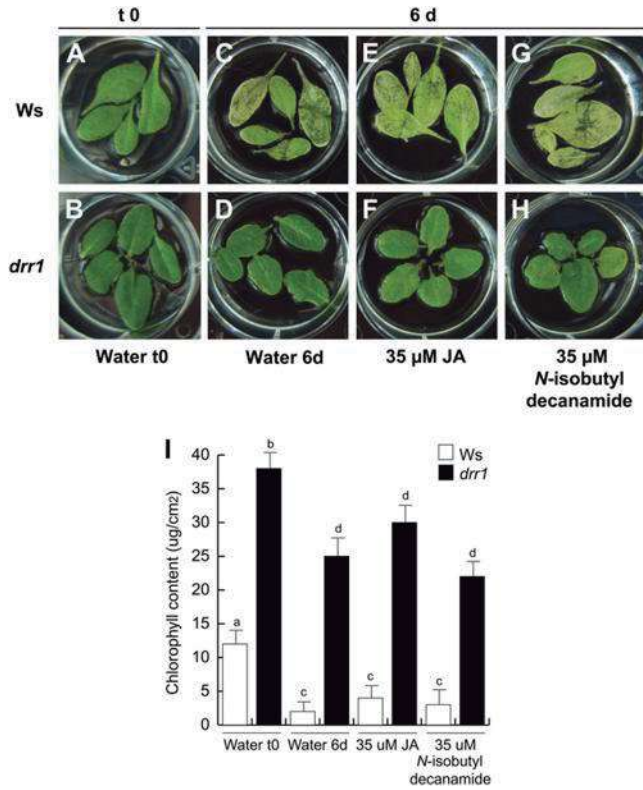 t 0
6 d
A
C
E
G
Ws
B
D
F
H
drr1
Water t0
Water 6d
35 µM JA
35 µM
N-isobutyl
decanamide
I
Ws
drr1
Chlorophyll content (ug/cm2)
40
35
30
25
20
15
10
5
0
a
b
c
d
c
d
c
d
Water t0
Water 6d
35 uM JA
35 uM
N-isobutyl
decanamide